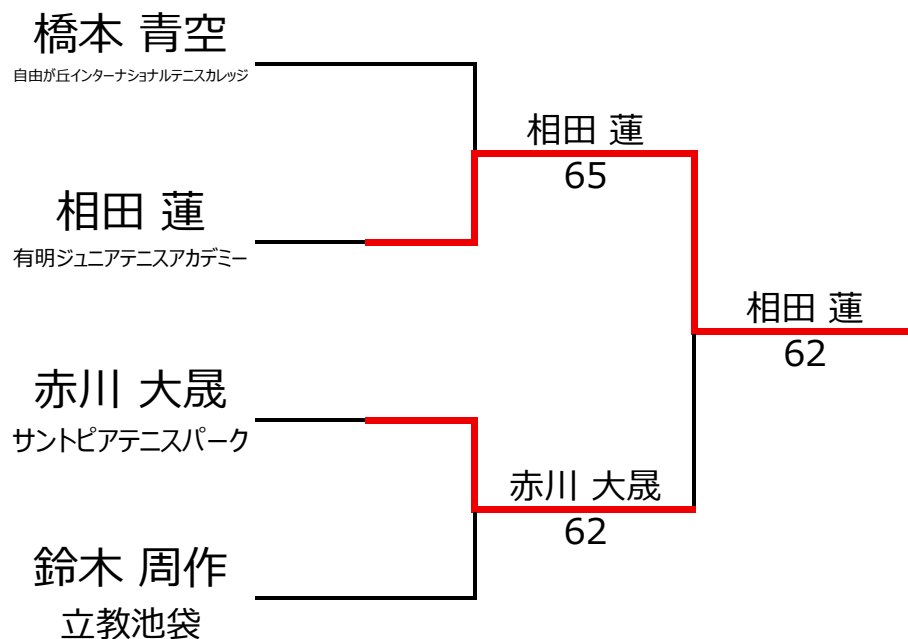 橋本 青空
自由が丘インターナショナルテニスカレッジ
相田 蓮
65
相田 蓮
有明ジュニアテニスアカデミー
相田 蓮
62
赤川 大晟
サントピアテニスパーク
赤川 大晟
62
鈴木 周作
立教池袋